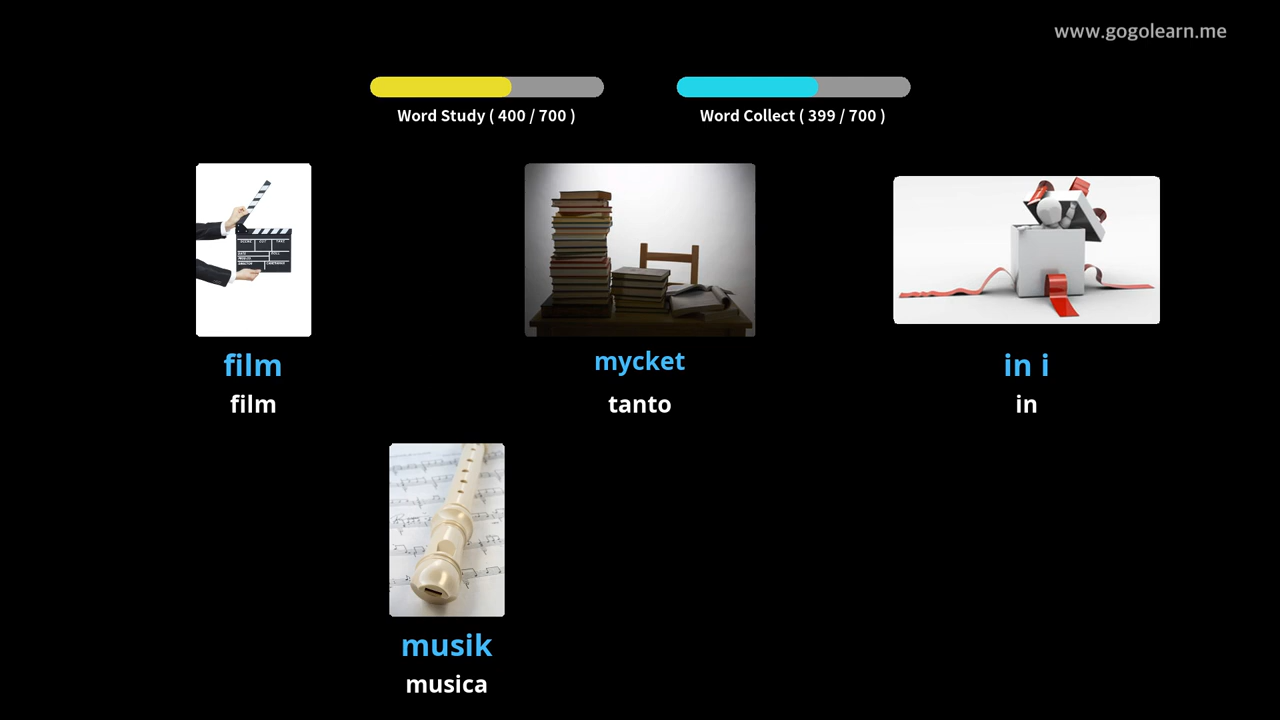 www.gogolearn.me
Word Study ( 400 / 700 )
Word Collect ( 399 / 700 )
film
film
mycket
tanto
in i
in
musik
musica